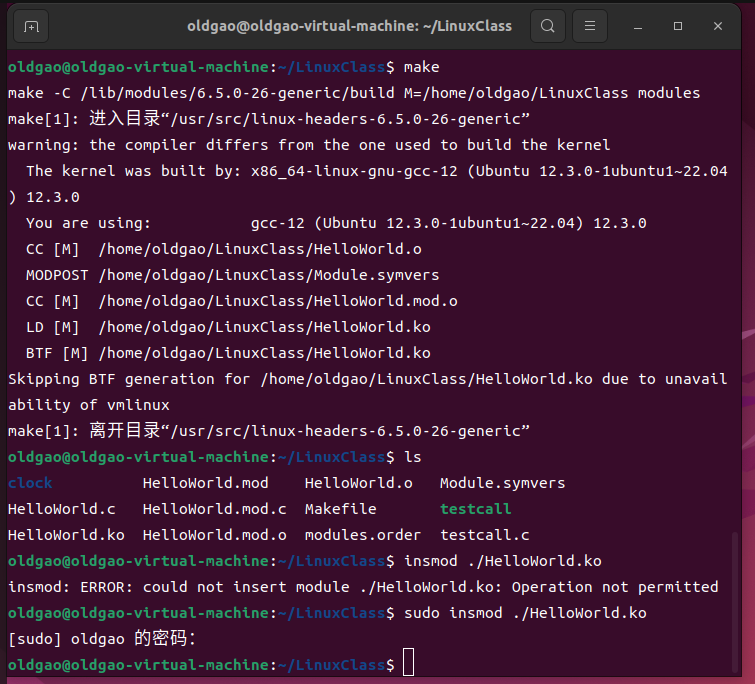 oldgao@oldgao-virtual-machine: ~/LinuxClass
oldgao@oldgao-virtual-machine:~/LinuxClass$ make
make -C /lib/modules/6.5.0-26-generic/build M=/home/oldgao/LinuxClass modules
make[1]: 进入目录“/usr/src/linux-headers-6.5.0-26-generic”
warning: the compiler differs from the one used to build the kernel
  The kernel was built by: x86_64-linux-gnu-gcc-12 (Ubuntu 12.3.0-1ubuntu1~22.04
) 12.3.0
  You are using:           gcc-12 (Ubuntu 12.3.0-1ubuntu1~22.04) 12.3.0
  CC [M]  /home/oldgao/LinuxClass/HelloWorld.o
  MODPOST /home/oldgao/LinuxClass/Module.symvers
  CC [M]  /home/oldgao/LinuxClass/HelloWorld.mod.o
  LD [M]  /home/oldgao/LinuxClass/HelloWorld.ko
  BTF [M] /home/oldgao/LinuxClass/HelloWorld.ko
Skipping BTF generation for /home/oldgao/LinuxClass/HelloWorld.ko due to unavail
ability of vmlinux
make[1]: 离开目录“/usr/src/linux-headers-6.5.0-26-generic”
oldgao@oldgao-virtual-machine:~/LinuxClass$ ls
clock          HelloWorld.mod    HelloWorld.o   Module.symvers
HelloWorld.c   HelloWorld.mod.c  Makefile       testcall
HelloWorld.ko  HelloWorld.mod.o  modules.order  testcall.c
oldgao@oldgao-virtual-machine:~/LinuxClass$ insmod ./HelloWorld.ko
insmod: ERROR: could not insert module ./HelloWorld.ko: Operation not permitted
oldgao@oldgao-virtual-machine:~/LinuxClass$ sudo insmod ./HelloWorld.ko
[sudo] oldgao 的密码：
oldgao@oldgao-virtual-machine:~/LinuxClass$